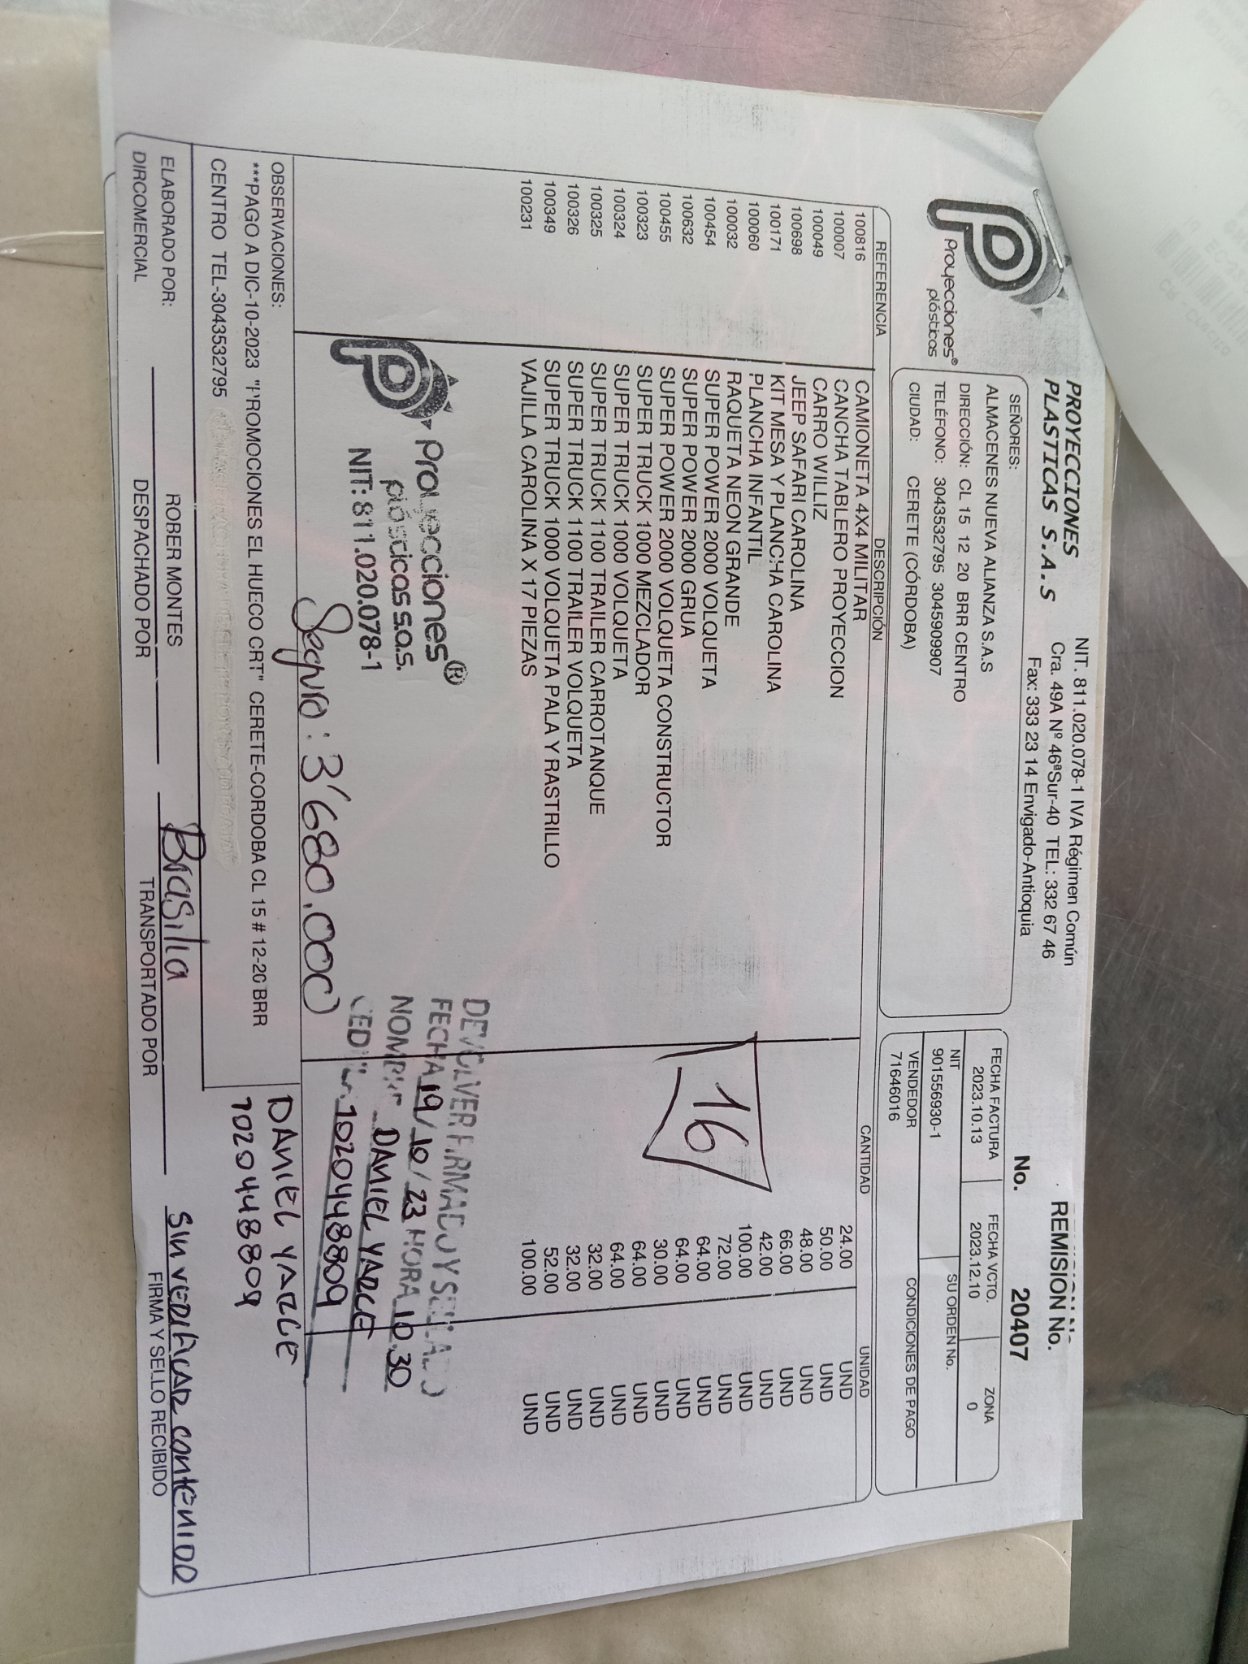 PROYECCIONES
PLASTICAS S.A.S
NIT. 811.020.078-1 IVA Régimen Común
Cra. 49A Nº 46ªSur-40 TEL.: 332 67 46
Fax: 333 23 14 Envigado-Antioquia
REMISION No.
No. 20407
Proyecciones®
plásticas
SEÑORES:
ALMACENES NUEVA ALIANZA S.A.S
DIRECCIÓN: CL 15 12 20 BRR CENTRO
TELÉFONO: 3043532795 3045909907
CIUDAD: CERETE (CÓRDOBA)
FECHA FACTURA FECHA VCTO. ZONA
2023.10.13 2023.12.10 0
NIT SU ORDEN No.
901556930-1
VENDEDOR CONDICIONES DE PAGO
71646016
REFERENCIA DESCRIPCIÓN CANTIDAD UNIDAD
100816 CAMIONETA 4X4 MILITAR 24.00 UND
100007 CANCHA TABLERO PROYECCION 50.00 UND
100049 CARRO WILLIZ 48.00 UND
100698 JEEP SAFARI CAROLINA 66.00 UND
100171 KIT MESA Y PLANCHA CAROLINA 42.00 UND
100060 PLANCHA INFANTIL 100.00 UND
100032 RAQUETA NEON GRANDE 72.00 UND
100454 SUPER POWER 2000 VOLQUETA 64.00 UND
100632 SUPER POWER 2000 GRUA 64.00 UND
100455 SUPER POWER 2000 VOLQUETA CONSTRUCTOR 30.00 UND
100323 SUPER TRUCK 1000 MEZCLADOR 64.00 UND
100324 SUPER TRUCK 1000 VOLQUETA 64.00 UND
100325 SUPER TRUCK 1100 TRAILER CARROTANQUE 32.00 UND
100326 SUPER TRUCK 1100 TRAILER VOLQUETA 32.00 UND
100349 SUPER TRUCK 1000 VOLQUETA PALA Y RASTRILLO 52.00 UND
100231 VAJILLA CAROLINA X 17 PIEZAS 100.00 UND
16
Proyecciones®
plásticas s.a.s.
NIT: 811.020.078-1
Seguro: 3'680.000
DEVOLVER FIRMADO Y SELLADO
FECHA 19/10/23 HORA 10.30
NOMBRE DANIEL YARCE
CEDULA 1020448809
OBSERVACIONES:
***PAGO A DIC-10-2023 "PROMOCIONES EL HUECO CRT" CERETE-CORDOBA CL 15 # 12-20 BRR
CENTRO TEL-3043532795
DANIEL YARCE
1020448809
ELABORADO POR:
DIRCOMERCIAL
ROBER MONTES
DESPACHADO POR
Brasilia
TRANSPORTADO POR
SIN VERIFICAR CONTENIDO
FIRMA Y SELLO RECIBIDO